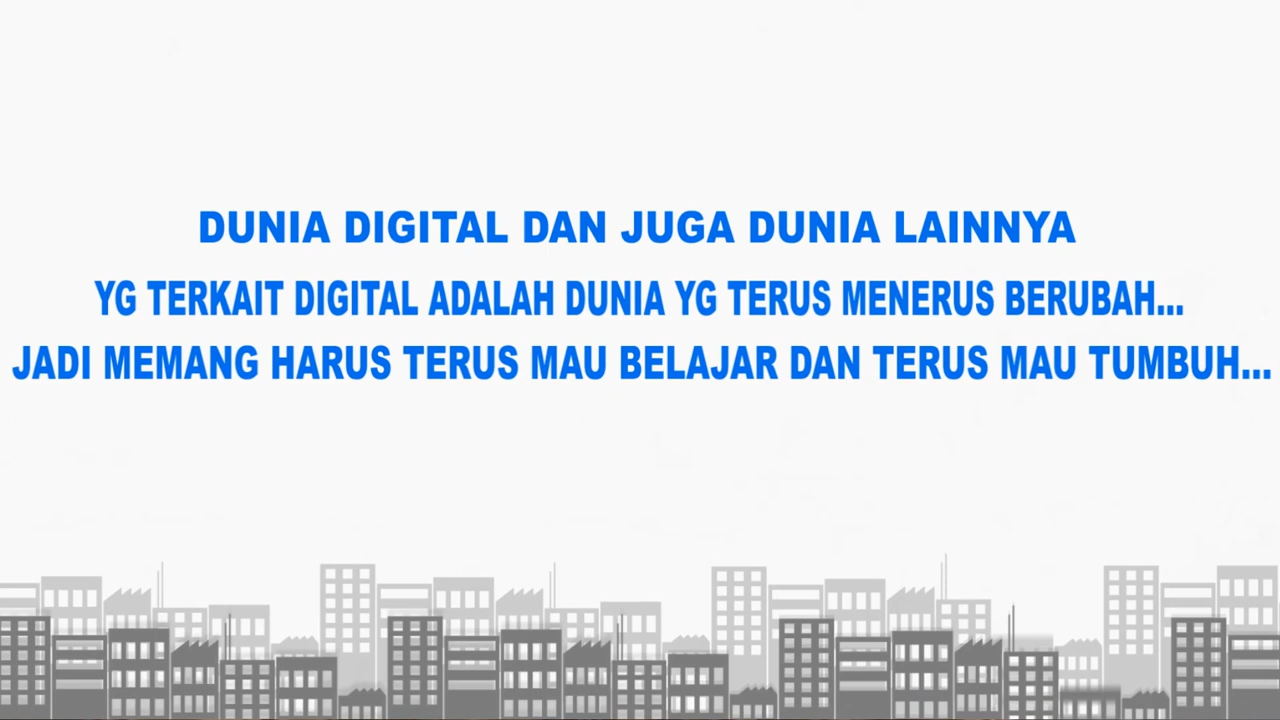 DUNIA DIGITAL DAN JUGA DUNIA LAINNYA
YG TERKAIT DIGITAL ADALAH DUNIA YG TERUS MENERUS BERUBAH...
JADI MEMANG HARUS TERUS MAU BELAJAR DAN TERUS MAU TUMBUH...